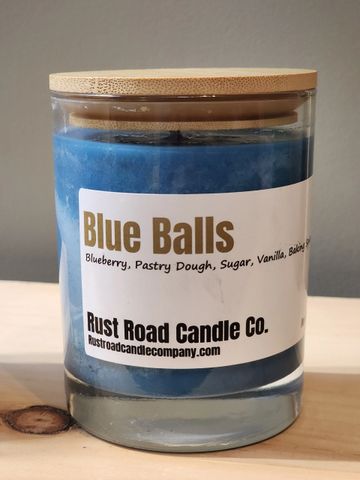 Blue Balls
Blueberry, Pastry Dough, Sugar, Vanilla, Baking
Rust Road Candle Co.
Rustroadcandlecompany.com